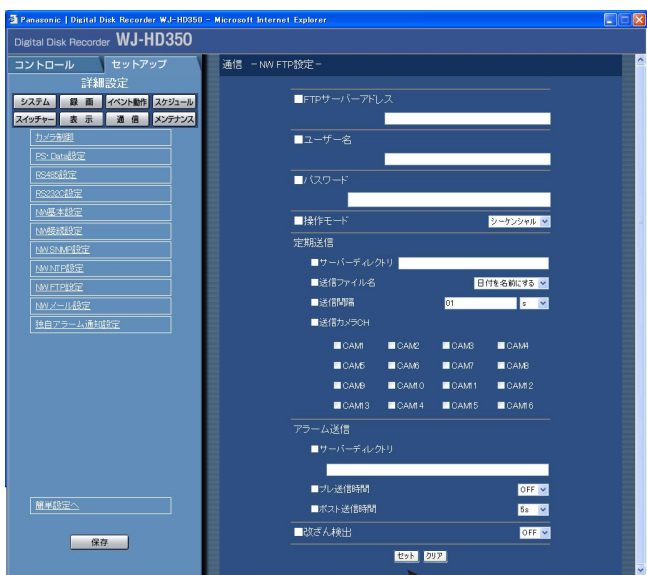 Panasonic | Digital Disk Recorder WJ-HD350 - Microsoft Internet Explorer
Digital Disk Recorder WJ-HD350
コントロール セットアップ
詳細設定
システム 録 画 イベント動作 スケジュール
スイッチャー 表 示 通 信 メンテナンス
カメラ制御
PS･Data設定
RS485設定
RS232C設定
NW基本設定
NW接続設定
NW SNMP設定
NW NTP設定
NW FTP設定
NWメール設定
独自アラーム通知設定
簡単設定へ
保存
通信 －NW FTP設定－
■FTPサーバーアドレス
■ユーザー名
■パスワード
■操作モード シーケンシャル
定期送信
■サーバーディレクトリ
■送信ファイル名 日付を名前にする
■送信間隔 01 s
■送信カメラCH
CAM1 CAM2 CAM3 CAM4
CAM5 CAM6 CAM7 CAM8
CAM9 CAM10 CAM11 CAM12
CAM13 CAM14 CAM15 CAM16
アラーム送信
■サーバーディレクトリ
■プレ送信時間 OFF
■ポスト送信時間 5s
■改ざん検出 OFF
セット クリア